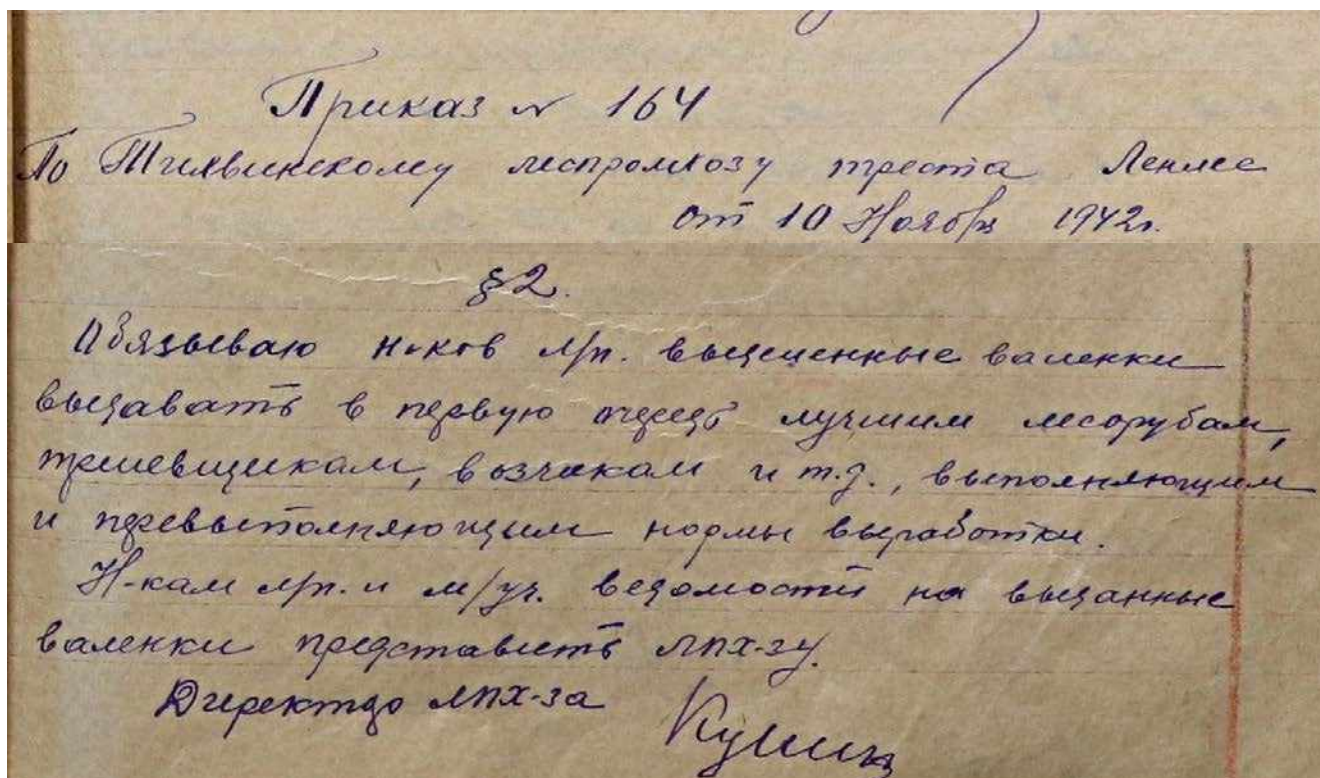 Приказ № 164
По Тихвинскому леспромхозу треста Ленлес
от 10 Ноября 1942г.
§ 2.
Обязываю н-ков л/п. выделенные валенки
выдавать в первую очередь лучшим лесорубам,
трелевщикам, возчикам и т.д., выполняющим
и перевыполняющим нормы выработки.
Н-кам л/п. и м/уч. ведомости на выданные
валенки представить ЛПХ-зу.
Директор ЛПХ-за